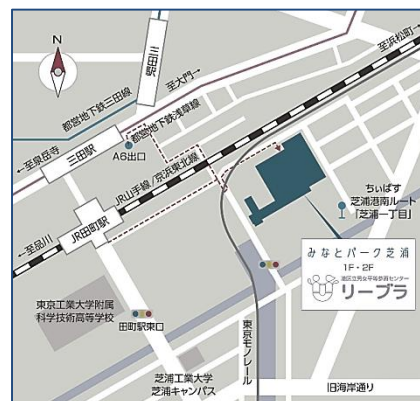 N
三田駅
至浜松町→
至大門→
都営地下鉄三田線
←至泉岳寺
三田駅
都営地下鉄浅草線
A6出口
JR山手線/京浜東北線
JR田町駅
←至品川
ちぃばす
芝浦港南ルート
「芝浦一丁目」
みなとパーク芝浦
1F・2F
港区立男女平等参画センター
リーブラ
東京工業大学附属
科学技術高等学校
田町駅東口
東京モノレール
芝浦工業大学
芝浦キャンパス
旧海岸通り